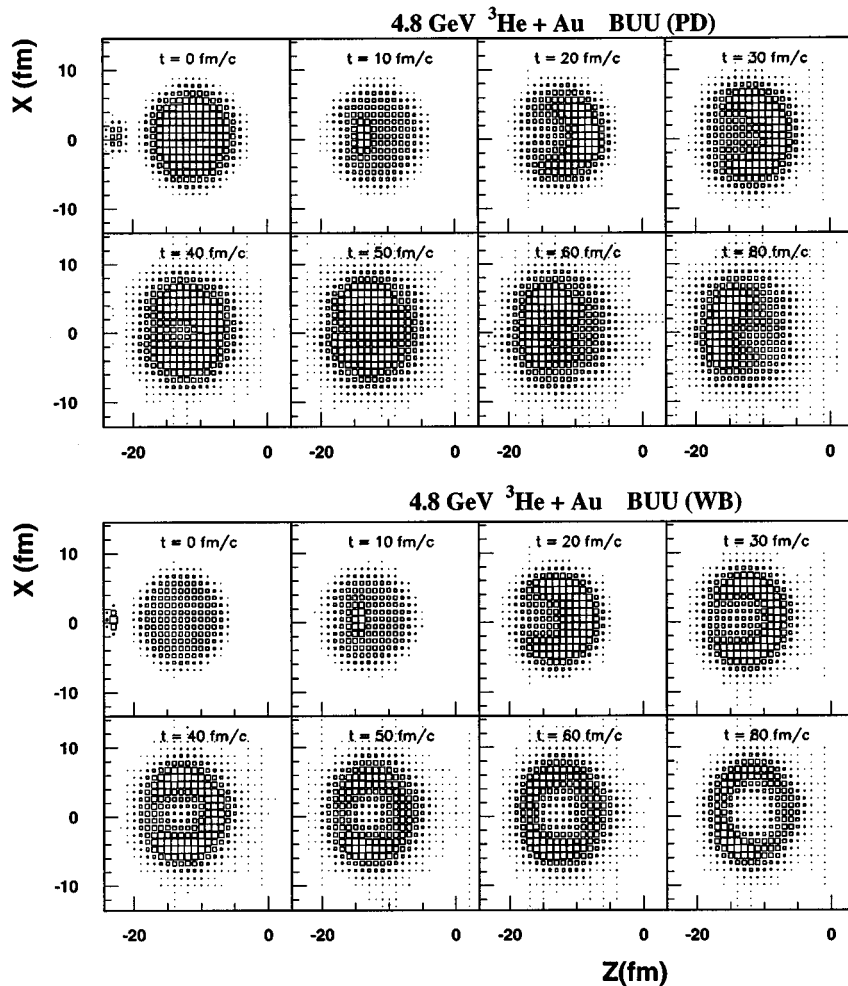 4.8 GeV ³He + Au BUU (PD)
X (fm)
10
0
-10
t = 0 fm/c
t = 10 fm/c
t = 20 fm/c
t = 30 fm/c
10
0
-10
t = 40 fm/c
t = 50 fm/c
t = 60 fm/c
t = 80 fm/c
-20 0 -20 0 -20 0 -20 0
4.8 GeV ³He + Au BUU (WB)
X (fm)
10
0
-10
t = 0 fm/c
t = 10 fm/c
t = 20 fm/c
t = 30 fm/c
10
0
-10
t = 40 fm/c
t = 50 fm/c
t = 60 fm/c
t = 80 fm/c
-20 0 -20 0 -20 0 -20 0
Z(fm)